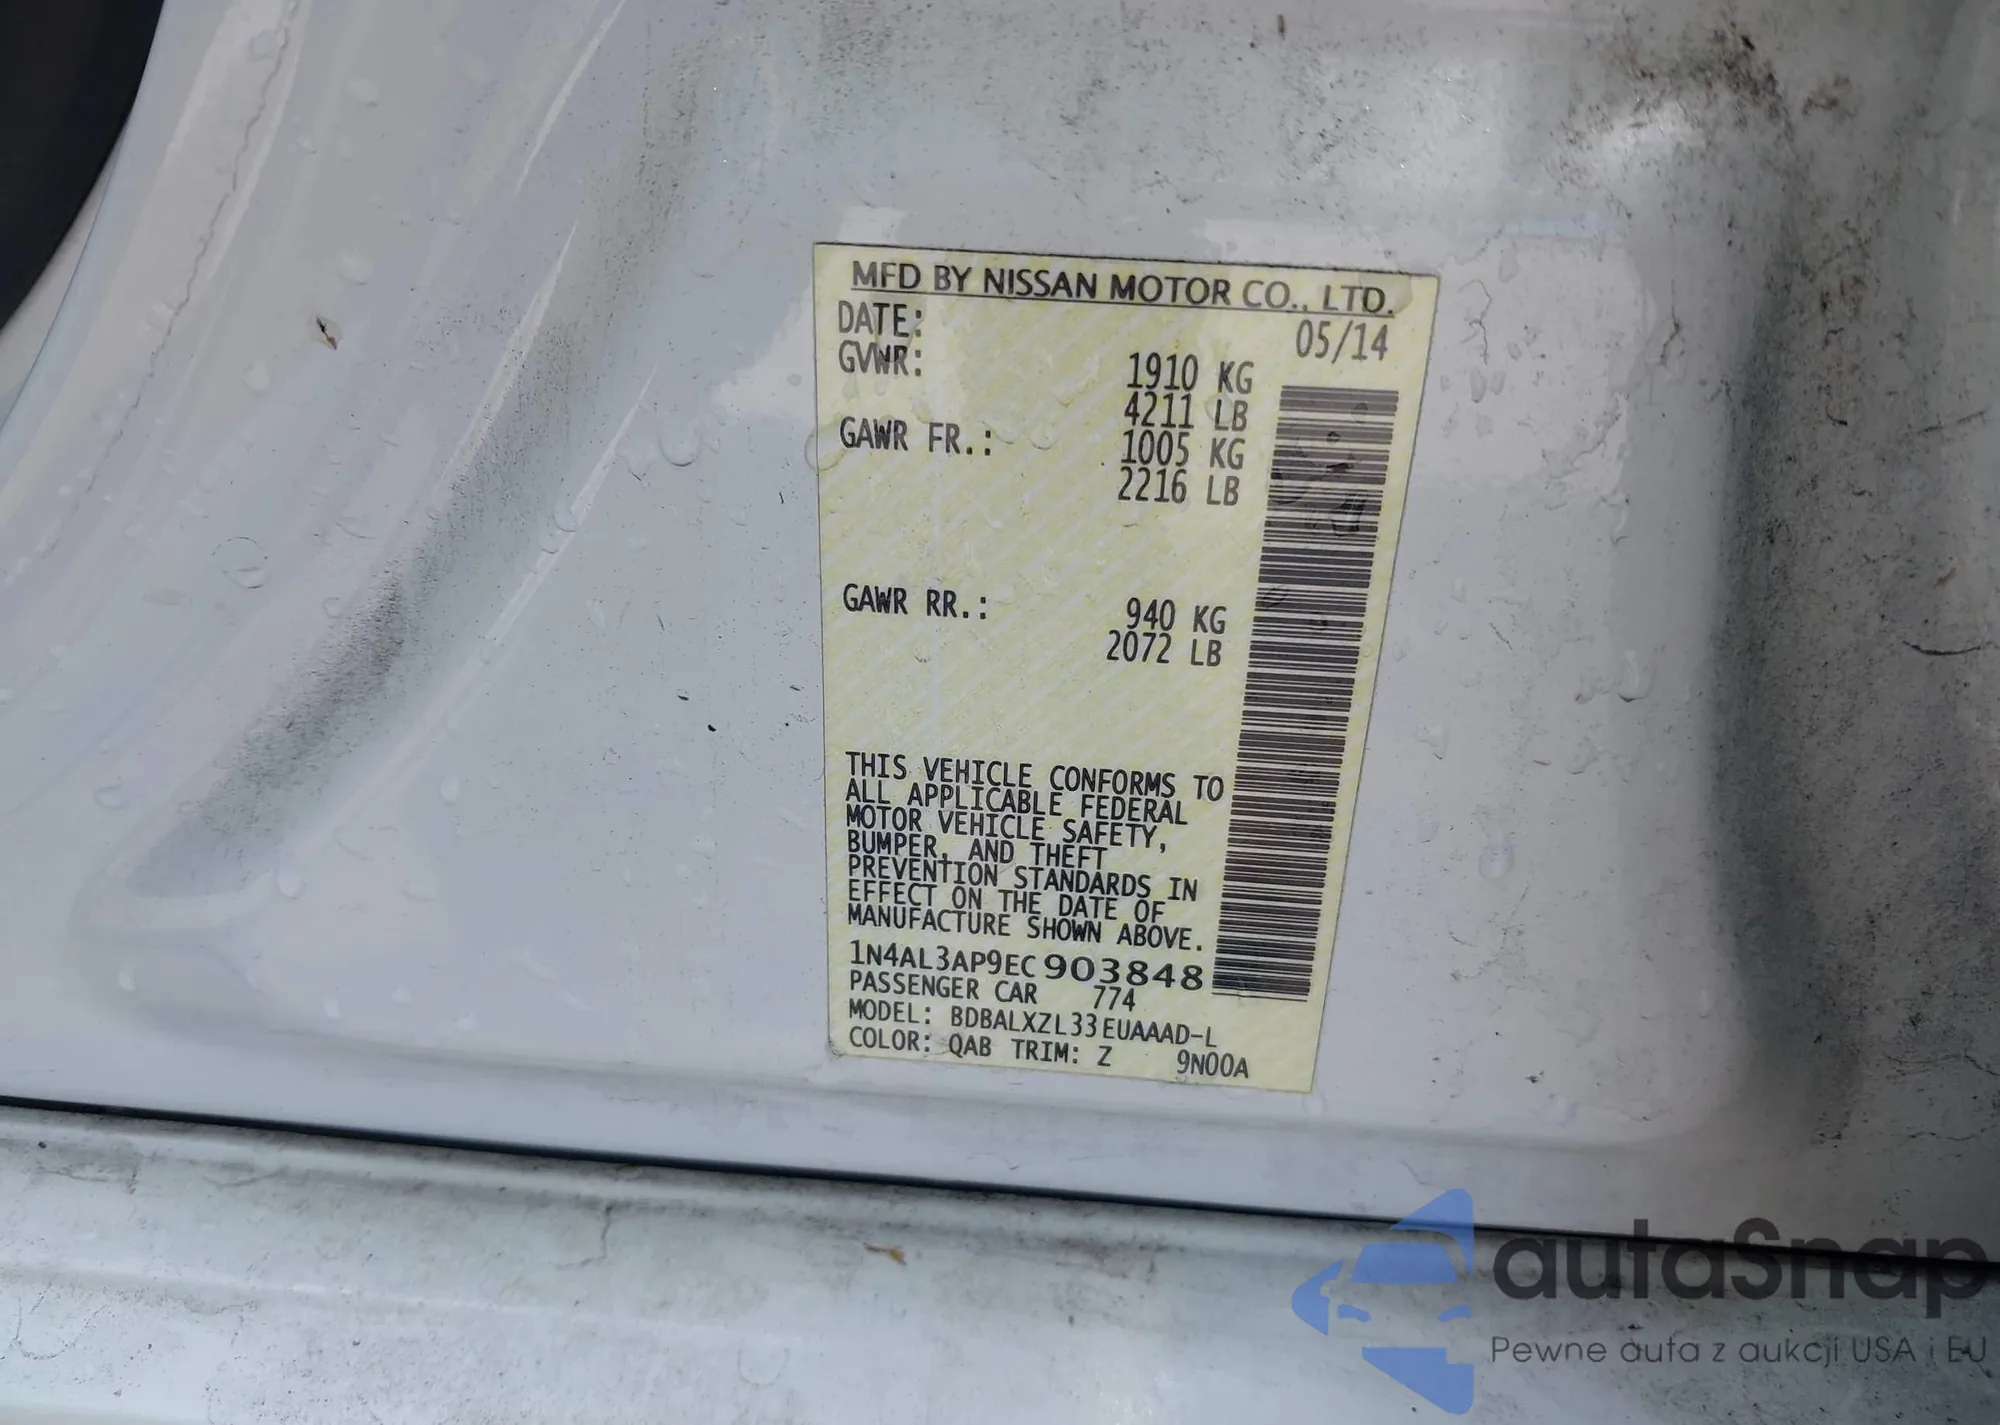 MFD BY NISSAN MOTOR CO., LTD.
DATE: 05/14
GVWR: 1910 KG
4211 LB
GAWR FR.: 1005 KG
2216 LB
GAWR RR.: 940 KG
2072 LB
THIS VEHICLE CONFORMS TO
ALL APPLICABLE FEDERAL
MOTOR VEHICLE SAFETY,
BUMPER, AND THEFT
PREVENTION STANDARDS IN
EFFECT ON THE DATE OF
MANUFACTURE SHOWN ABOVE.
1N4AL3AP9EC903848
PASSENGER CAR 774
MODEL: BDBALXZL33EUAAAD-L
COLOR: QAB TRIM: Z 9N00A
autaSnap
Pewne auta z aukcji USA i EU